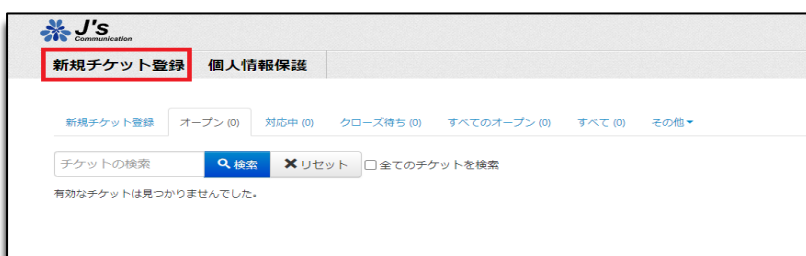 J's
Communication
新規チケット登録 個人情報保護
新規チケット登録 オープン (0) 対応中 (0) クローズ待ち (0) すべてのオープン (0) すべて (0) その他
チケットの検索 検索 リセット 全てのチケットを検索
有効なチケットは見つかりませんでした。